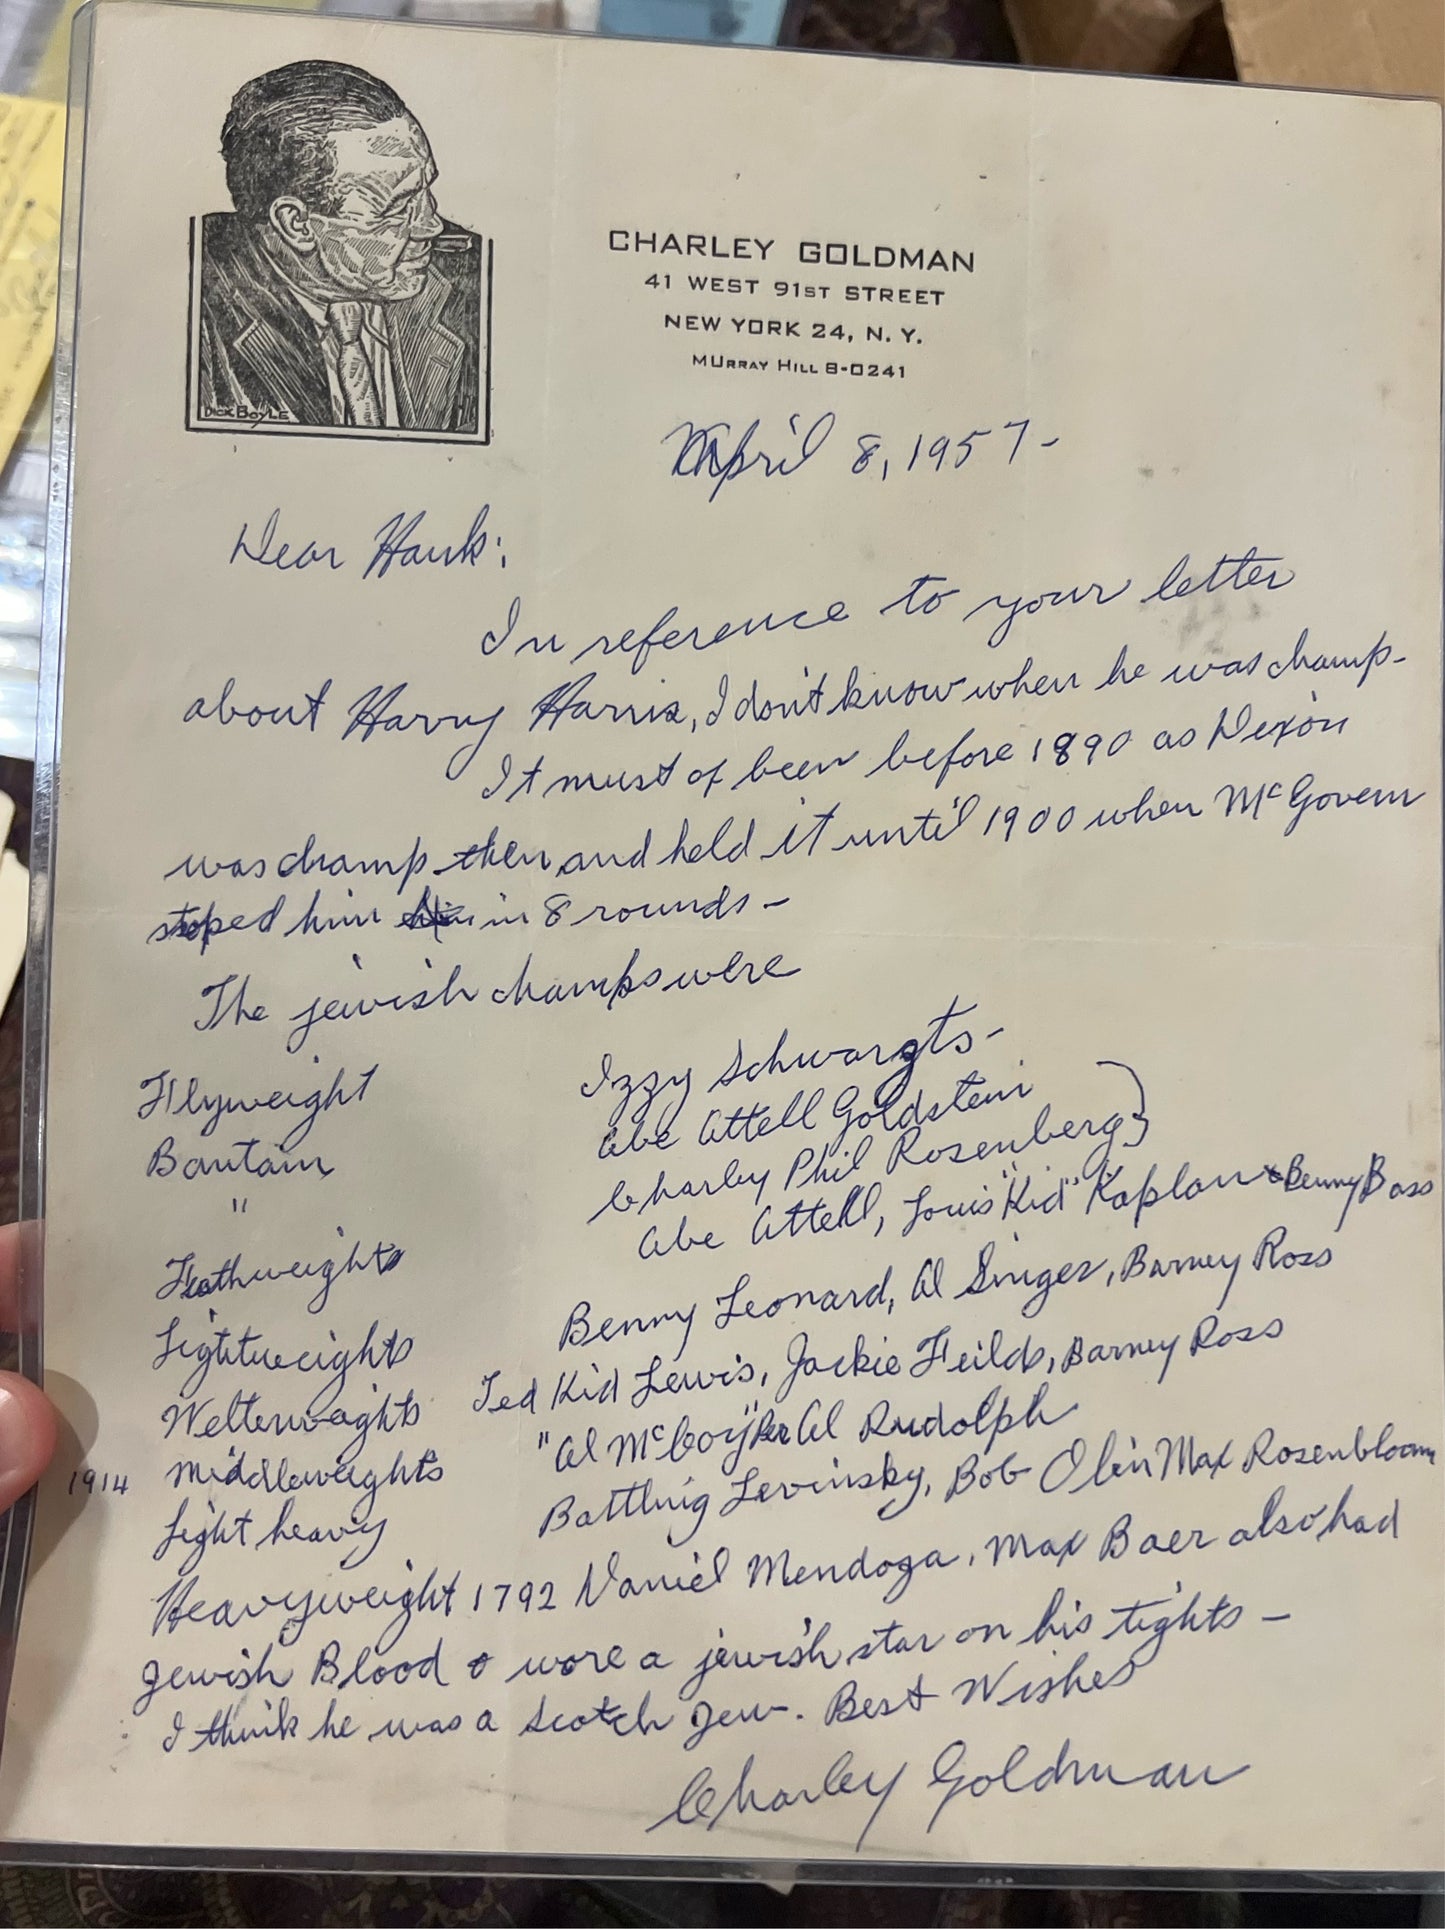 DICK BOYLE
CHARLEY GOLDMAN
41 WEST 91ST STREET
NEW YORK 24, N. Y.
MURRAY HILL 8-0241
April 8, 1957-
Dear Hank:
In reference to your letter
about Harry Harris, I don't know when he was champ-
It must of been before 1890 as Dixon
was champ then, and held it until 1900 when McGovern
stoped him in 8 rounds-
The jewish champs were
Flyweight Izzy Schwargts-
Bantam Abe Attell Goldstein }
" Charley Phil Rosenberg }
Feathweights Abe Attell, Louis "Kid" Kaplan & Benny Bass
Lightweights Benny Leonard, Al Singer, Barney Ross
Welterweights Ted Kid Lewis, Jackie Feilds, Barney Ross
1914 Middleweights "Al McCoy" Al Rudolph
Light heavy Battling Levinsky, Bob Olin Max Rosenbloom
Heavyweight 1792 Daniel Mendoza, Max Baer also had
Jewish Blood & wore a jewish star on his tights -
I think he was a Scotch Jew. Best Wishes
Charley Goldman